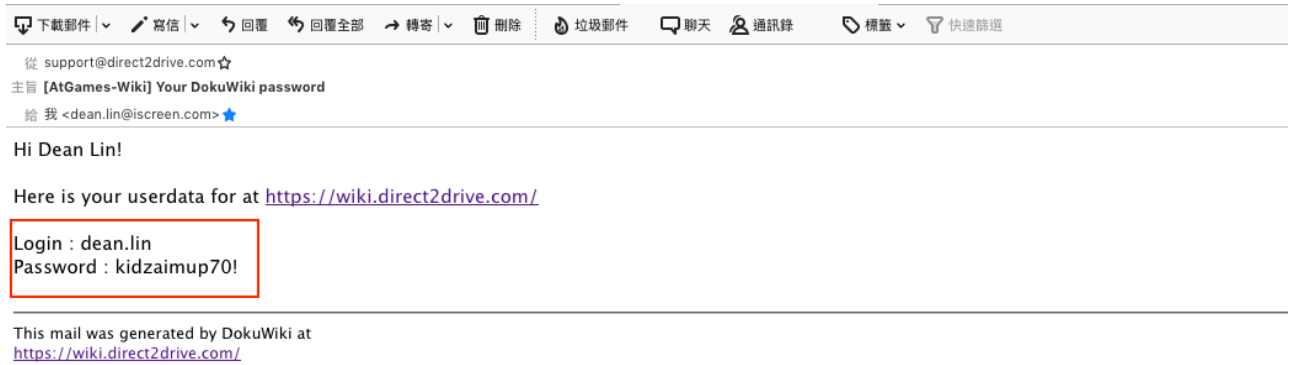 下載郵件 寫信 回覆 回覆全部 轉寄 刪除 垃圾郵件 聊天 通訊錄 標籤 快速篩選
從 support@direct2drive.com
主旨 [AtGames-Wiki] Your DokuWiki password
給 我 <dean.lin@iscreen.com>
Hi Dean Lin!
Here is your userdata for at https://wiki.direct2drive.com/
Login : dean.lin
Password : kidzaimup70!
This mail was generated by DokuWiki at
https://wiki.direct2drive.com/